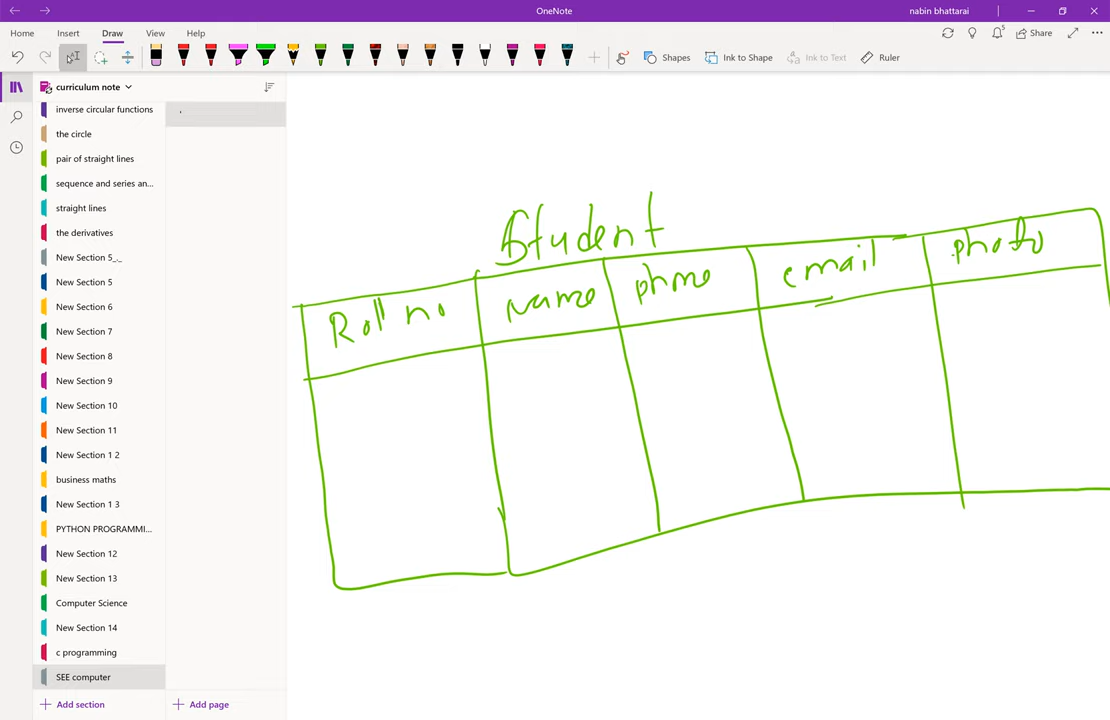 OneNote
nabin bhattarai
Home Insert Draw View Help
5 Share
Shapes Ink to Shape Ink to Text Ruler
curriculum note
inverse circular functions
the circle
pair of straight lines
sequence and series an...
straight lines
the derivatives
New Section 5_._
New Section 5
New Section 6
New Section 7
New Section 8
New Section 9
New Section 10
New Section 11
New Section 1 2
business maths
New Section 1 3
PYTHON PROGRAMMI...
New Section 12
New Section 13
Computer Science
New Section 14
c programming
SEE computer
Add section Add page
Student
Roll no name phone email photo